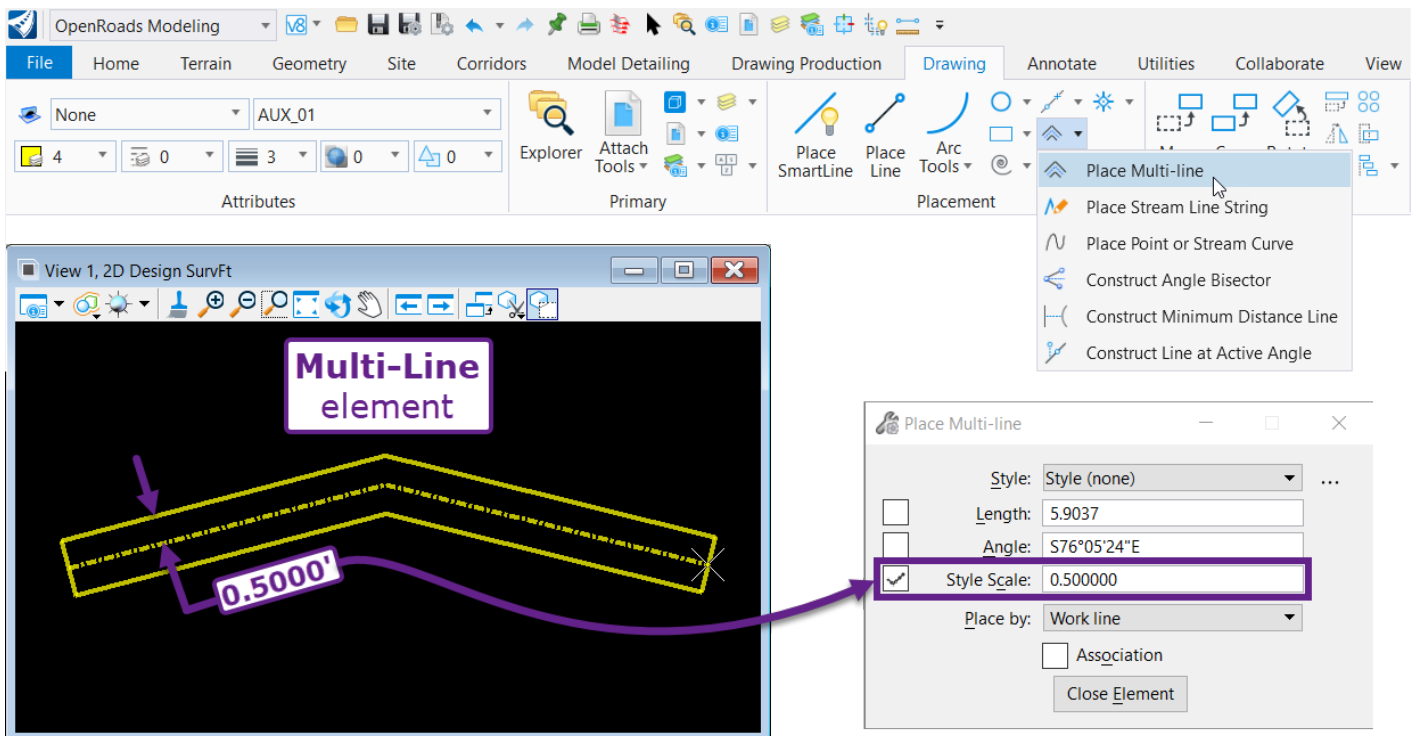 OpenRoads Modeling
V8
File Home Terrain Geometry Site Corridors Model Detailing Drawing Production Drawing Annotate Utilities Collaborate View
None AUX_01
4 0 3 0 0
Attributes
Explorer
Attach
Tools
Primary
Place
SmartLine
Place
Line
Arc
Tools
Placement
Place Multi-line
Place Stream Line String
Place Point or Stream Curve
Construct Angle Bisector
Construct Minimum Distance Line
Construct Line at Active Angle
View 1, 2D Design SurvFt
Multi-Line
element
0.5000'
Place Multi-line
Style: Style (none) ...
Length: 5.9037
Angle: S76°05'24"E
Style Scale: 0.500000
Place by: Work line
Association
Close Element